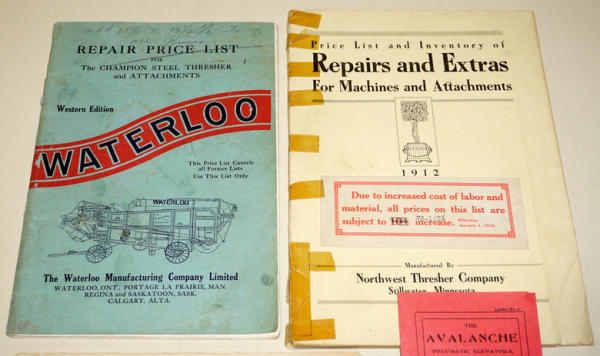 REPAIR PRICE LIST
FOR
The CHAMPION STEEL THRESHER
and ATTACHMENTS
Western Edition
WATERLOO
This Price List Cancels
all Former Lists
Use This List Only
WATERLOO
The Waterloo Manufacturing Company Limited
WATERLOO, ONT., PORTAGE LA PRAIRIE, MAN.
REGINA and SASKATOON, SASK.
CALGARY, ALTA.
Price List and Inventory of
Repairs and Extras
For Machines and Attachments
1912
Due to increased cost of labor and
material, all prices on this list are
subject to increase. Effective
January 1, 1918.
Manufactured By
Northwest Thresher Company
Stillwater, Minnesota
THE
AVALANCHE
PNEUMATIC ELEVATORS,